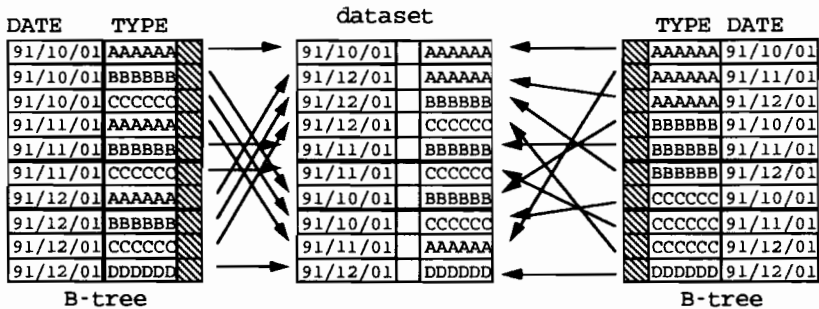 dataset
DATE TYPE TYPE DATE
91/10/01 AAAAAA 91/10/01 AAAAAA AAAAAA 91/10/01
91/10/01 BBBBBB 91/12/01 AAAAAA AAAAAA 91/11/01
91/10/01 CCCCCC 91/12/01 BBBBBB AAAAAA 91/12/01
91/11/01 AAAAAA 91/12/01 CCCCCC BBBBBB 91/10/01
91/11/01 BBBBBB 91/11/01 BBBBBB BBBBBB 91/11/01
91/11/01 CCCCCC 91/11/01 CCCCCC BBBBBB 91/12/01
91/12/01 AAAAAA 91/10/01 BBBBBB CCCCCC 91/10/01
91/12/01 BBBBBB 91/10/01 CCCCCC CCCCCC 91/11/01
91/12/01 CCCCCC 91/11/01 AAAAAA CCCCCC 91/12/01
91/12/01 DDDDDD 91/12/01 DDDDDD DDDDDD 91/12/01
B-tree B-tree